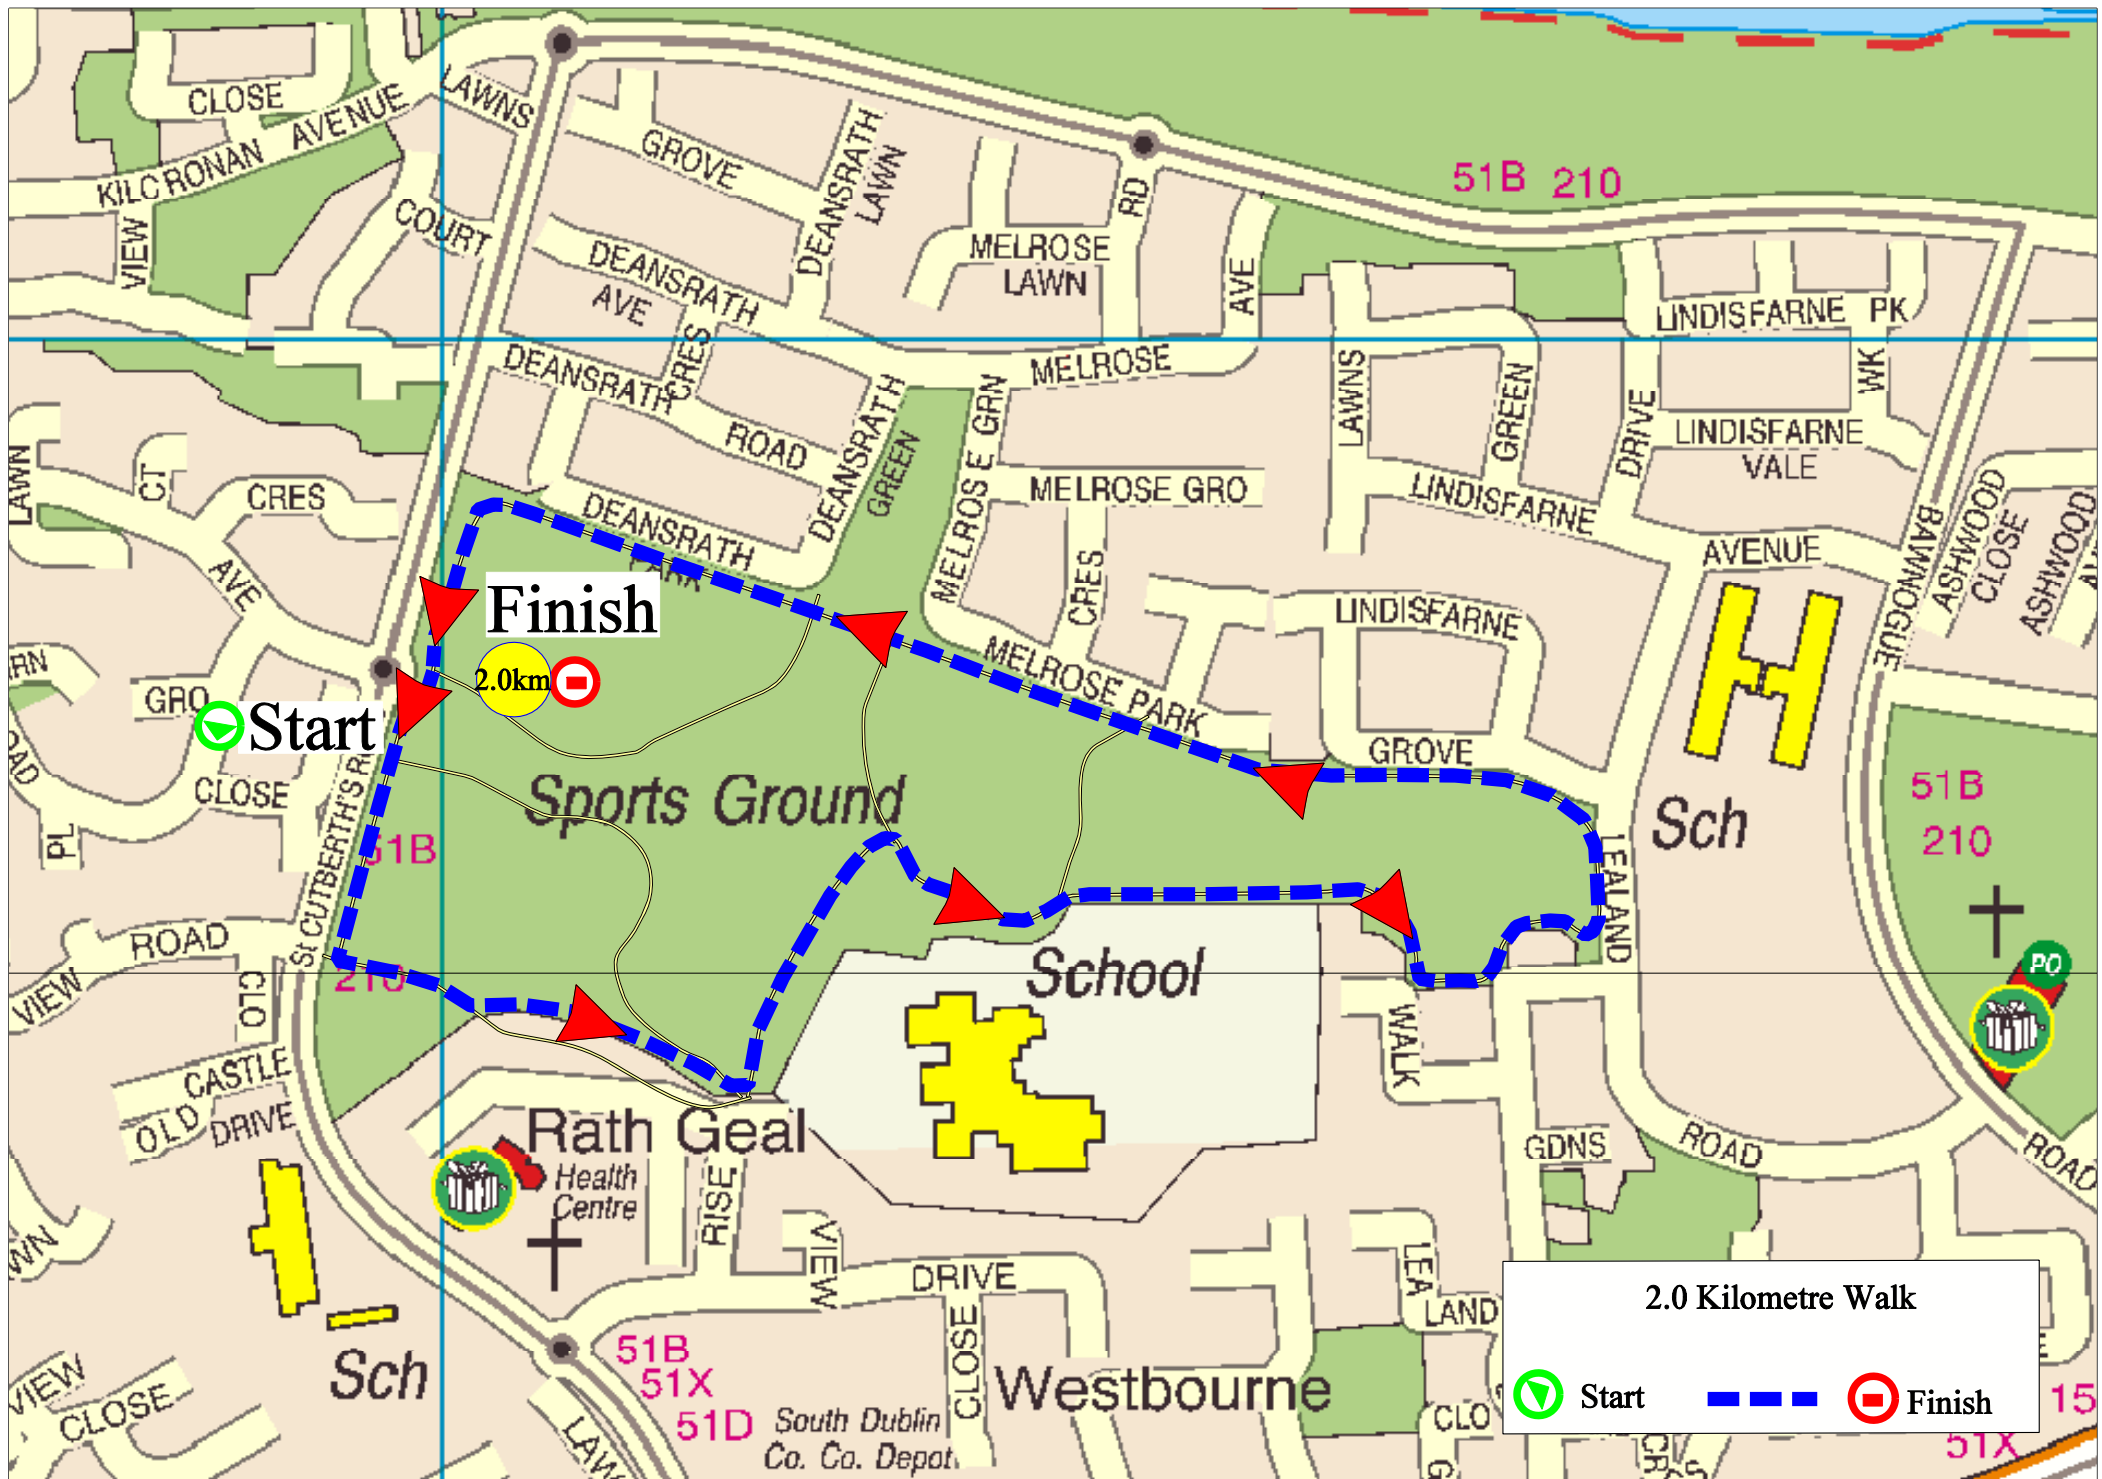 LAWNS
CLOSE
KILCRONAN AVENUE
VIEW
COURT
GROVE
DEANSRATH
LAWN
RD
AVE
MELROSE
LAWN
51B 210
DEANSRATH
AVE
CRES
LINDISFARNE PK
WK
DEANSRATH
ROAD
MELROSE
DEANSRATH
GREEN
MELROSE GRN
LAWNS
GREEN
DRIVE
LINDISFARNE
VALE
LAWN
CT
CRES
MELROSE GRO
LINDISFARNE
AVENUE
BAWNOGUE
ASHWOOD
CLOSE
ASHWOOD
DEANSRATH
PARK
AVE
CRES
LINDISFARNE
Finish
2.0km
MELROSE PARK
GROVE
RN
GRO
Start
OAD
CLOSE
PL
St CUTBERTH'S RD
Sports Ground
Sch
51B
210
51B
210
LEALAND
ROAD
VIEW
CLO
School
PO
CASTLE
OLD
DRIVE
WALK
Rath Geal
Health
Centre
RISE
GDNS
ROAD
ROAD
WN
VIEW
DRIVE
CLOSE
LEA
LAND
2.0 Kilometre Walk
Start
Finish
51B
51X
51D
Sch
VIEW
CLOSE
LAW
South Dublin
Co. Co. Depot
Westbourne
CLO
G
CR
S
15
51X